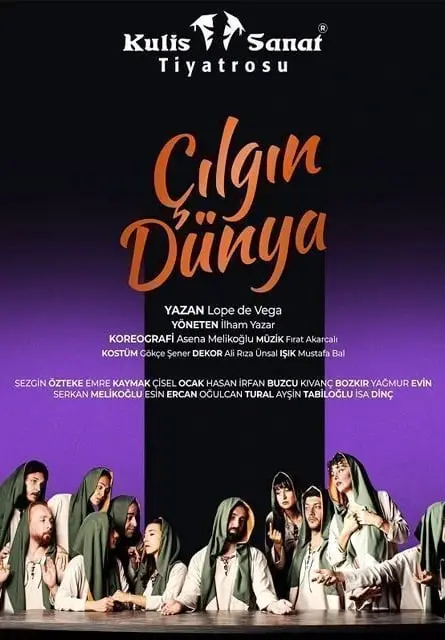 Kulis Sanat®
Tiyatrosu
Çılgın
Dünya
YAZAN Lope de Vega
YÖNETEN İlham Yazar
KOREOGRAFİ Asena Melikoğlu MÜZİK Fırat Akarcalı
KOSTÜM Gökçe Şener DEKOR Ali Rıza Ünsal IŞIK Mustafa Bal
SEZGİN ÖZTEKE EMRE KAYMAK ÇİSEL OCAK HASAN İRFAN BUZCU KIVANÇ BOZKIR YAĞMUR EVİN
SERKAN MELİKOĞLU ESİN ERCAN OĞULCAN TURAL AYŞİN TABİLOĞLU İSA DİNÇ